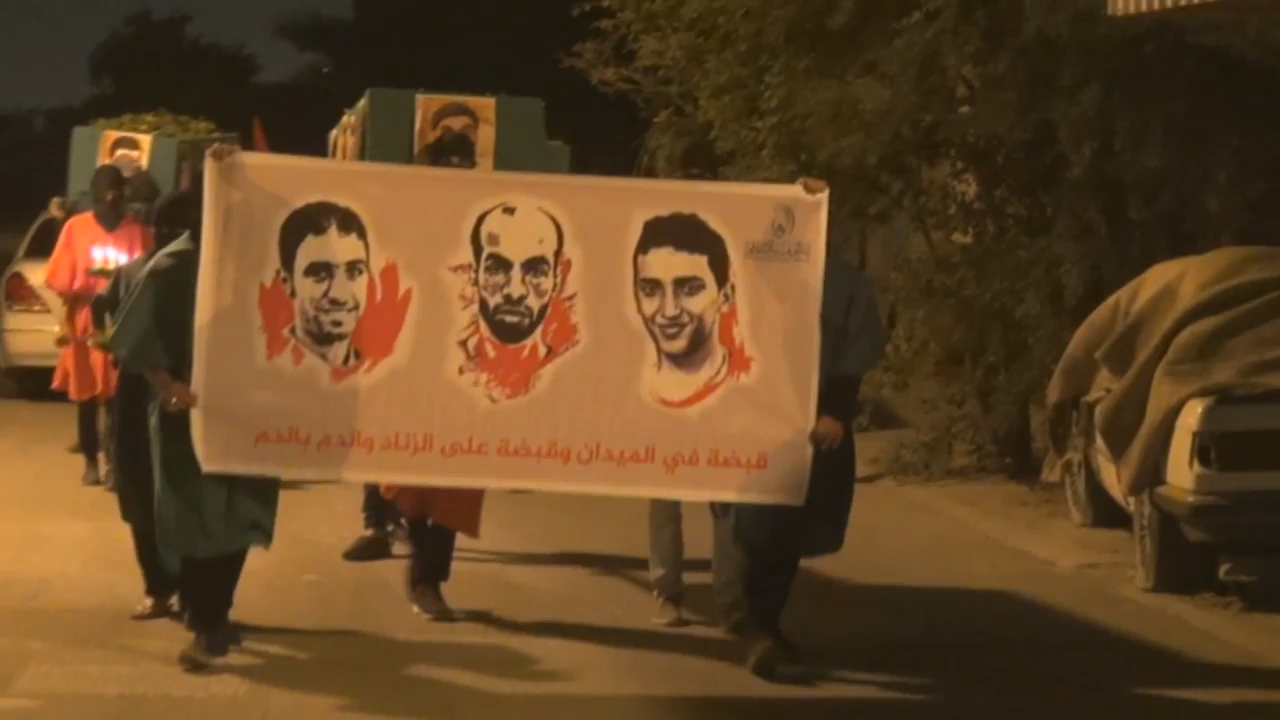 قبضة في الميدان وقبضة على الزناد والدم بالدم